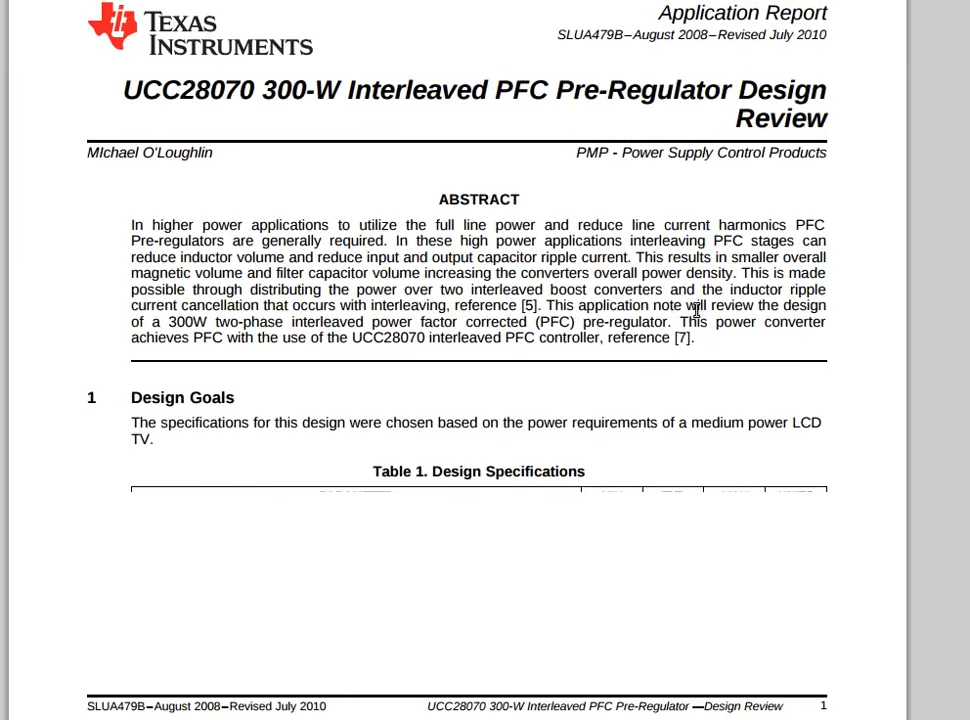 TEXAS
INSTRUMENTS
Application Report
SLUA479B–August 2008–Revised July 2010
UCC28070 300-W Interleaved PFC Pre-Regulator Design
Review
MIchael O'Loughlin
PMP - Power Supply Control Products
ABSTRACT
In higher power applications to utilize the full line power and reduce line current harmonics PFC
Pre-regulators are generally required. In these high power applications interleaving PFC stages can
reduce inductor volume and reduce input and output capacitor ripple current. This results in smaller overall
magnetic volume and filter capacitor volume increasing the converters overall power density. This is made
possible through distributing the power over two interleaved boost converters and the inductor ripple
current cancellation that occurs with interleaving, reference [5]. This application note will review the design
of a 300W two-phase interleaved power factor corrected (PFC) pre-regulator. This power converter
achieves PFC with the use of the UCC28070 interleaved PFC controller, reference [7].
1 Design Goals
The specifications for this design were chosen based on the power requirements of a medium power LCD
TV.
Table 1. Design Specifications
SLUA479B–August 2008–Revised July 2010
UCC28070 300-W Interleaved PFC Pre-Regulator —Design Review
1